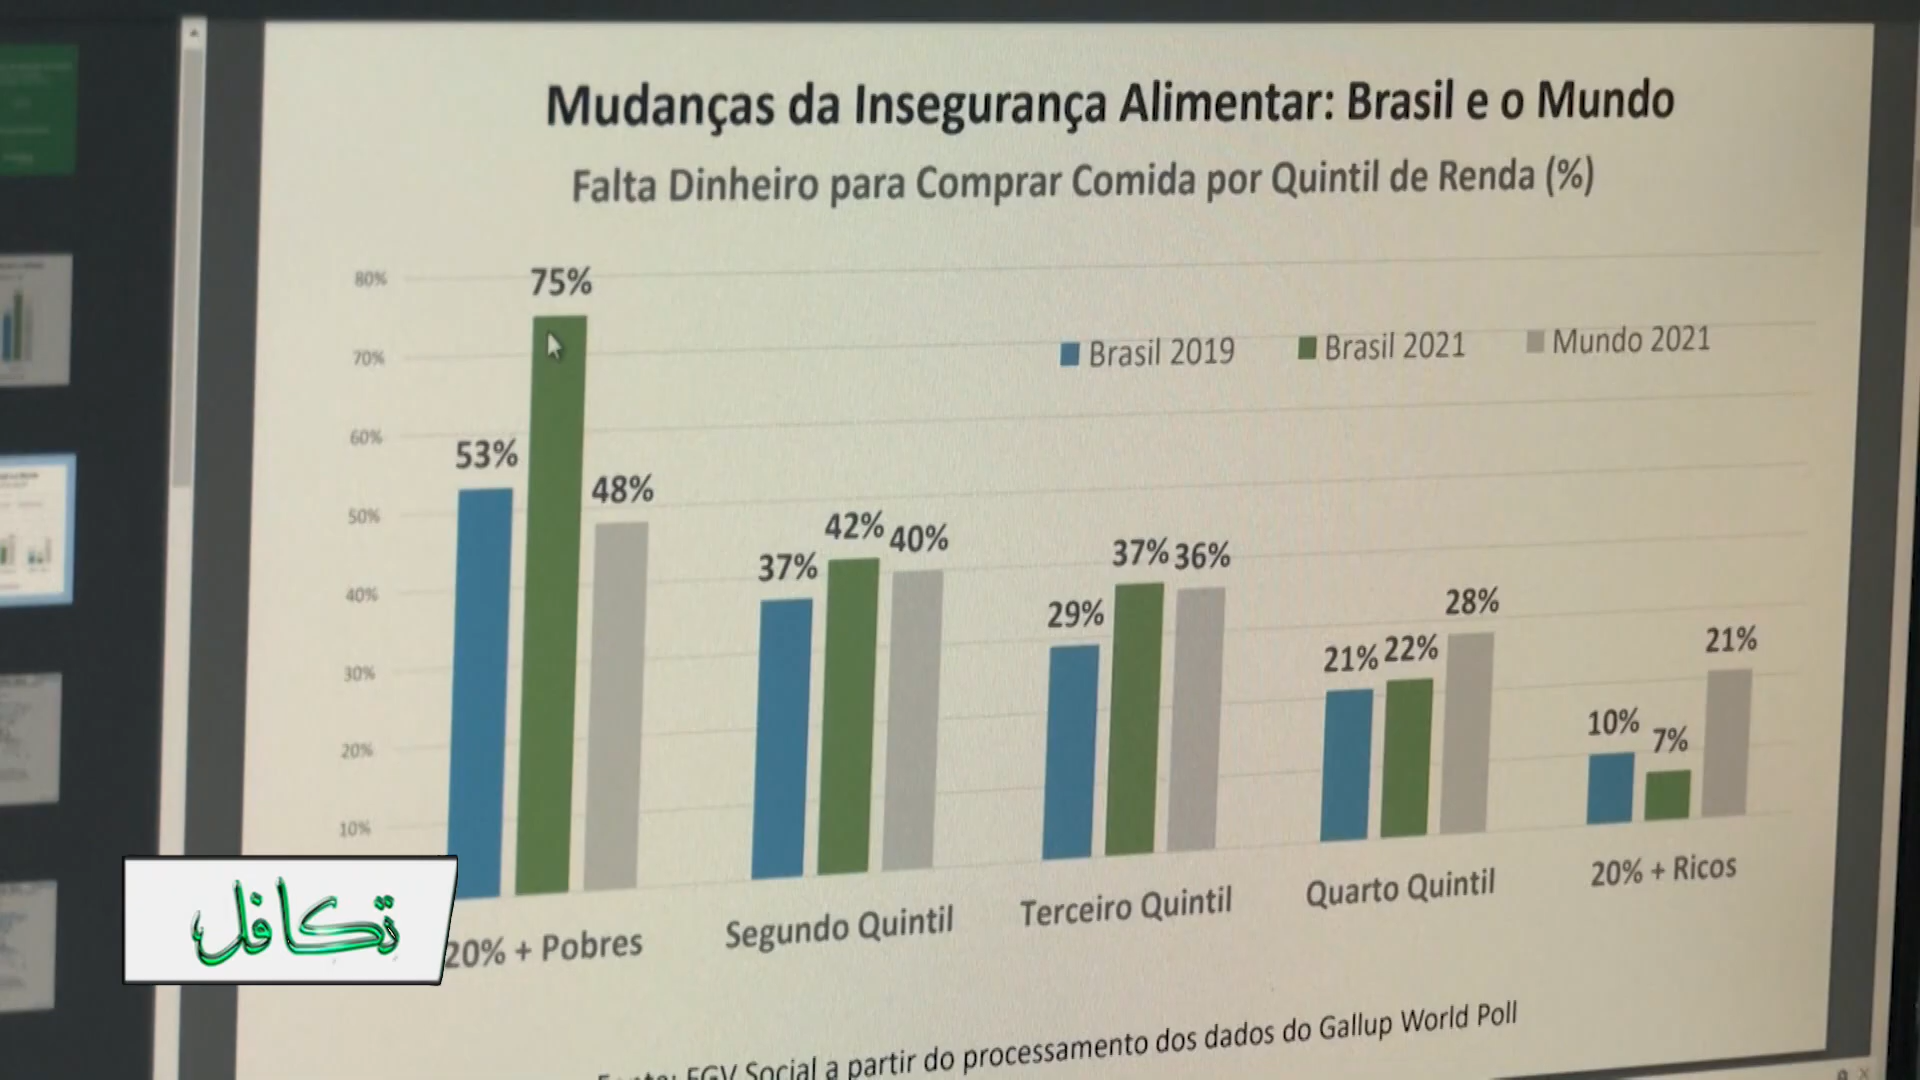 Mudanças da Insegurança Alimentar: Brasil e o Mundo
Falta Dinheiro para Comprar Comida por Quintil de Renda (%)
80%
70%
60%
50%
40%
30%
20%
10%
Brasil 2019
Brasil 2021
Mundo 2021
53%
75%
48%
37%
42%
40%
29%
37%
36%
21%
22%
28%
10%
7%
21%
20% + Pobres
Segundo Quintil
Terceiro Quintil
Quarto Quintil
20% + Ricos
تكافل
FGV Social a partir do processamento dos dados do Gallup World Poll